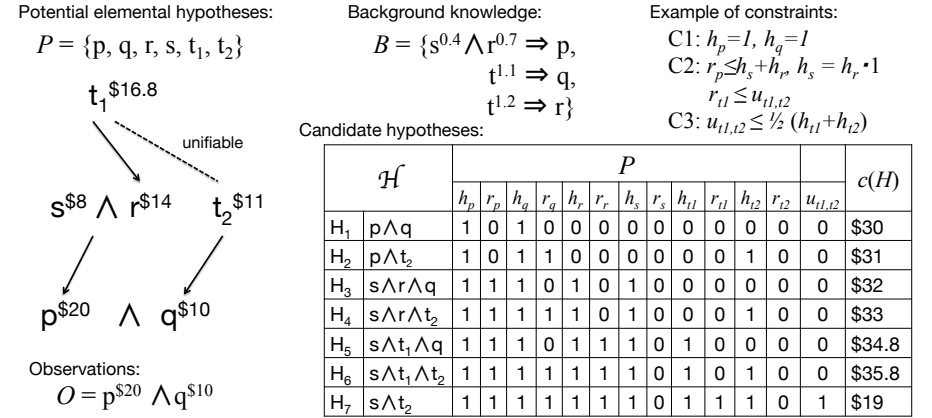 Potential elemental hypotheses:
P = {p, q, r, s, t₁, t₂}
t₁$16.8
unifiable
s$8 ∧ r$14 t₂$11
p$20 ∧ q$10
Observations:
O = p$20 ∧q$10
Background knowledge:
B = {s0.4∧r0.7 ⇒ p,
t1.1 ⇒ q,
t1.2 ⇒ r}
Example of constraints:
C1: hp=1, hq=1
C2: rp≤hs+hr, hs = hr·1
rt1 ≤ ut1,t2
C3: ut1,t2 ≤ ½ (ht1+ht2)
Candidate hypotheses:
H P c(H)
hp rp hq rq hr rr hs rs ht1 rt1 ht2 rt2 ut1,t2
H₁ p∧q 1 0 1 0 0 0 0 0 0 0 0 0 0 $30
H₂ p∧t₂ 1 0 1 1 0 0 0 0 0 0 1 0 0 $31
H₃ s∧r∧q 1 1 1 0 1 0 1 0 0 0 0 0 0 $32
H₄ s∧r∧t₂ 1 1 1 1 1 0 1 0 0 0 1 0 0 $33
H₅ s∧t₁∧q 1 1 1 0 1 1 1 0 1 0 0 0 0 $34.8
H₆ s∧t₁∧t₂ 1 1 1 1 1 1 1 0 1 0 1 0 0 $35.8
H₇ s∧t₂ 1 1 1 1 1 1 1 0 1 1 1 0 1 $19